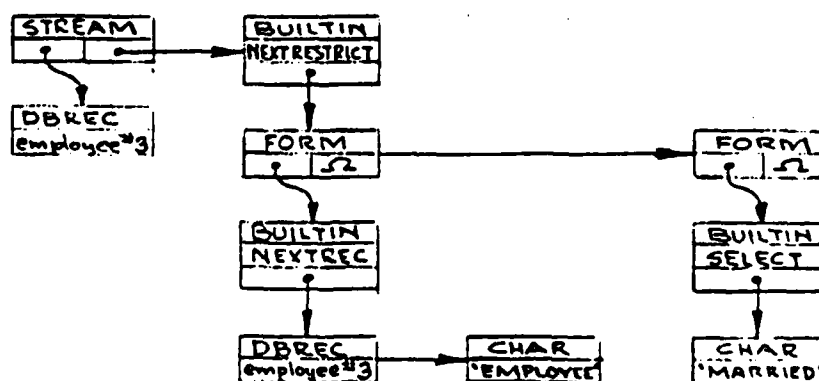 STREAM
BUILTIN
NEXTRESTRICT
DBREC
employee#3
FORM
Ω
FORM
Ω
BUILTIN
NEXTREC
BUILTIN
SELECT
DBREC
employee#3
CHAR
'EMPLOYEE'
CHAR
'MARRIED'